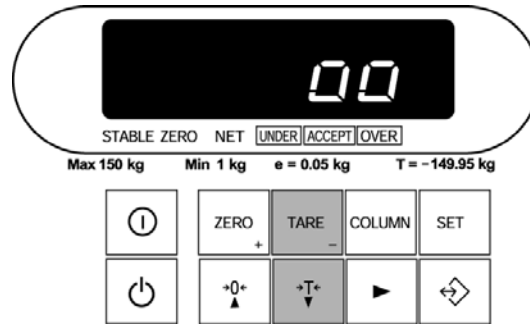 00
STABLE ZERO NET UNDER ACCEPT OVER
Max 150 kg Min 1 kg e = 0.05 kg T = −149.95 kg
ZERO + TARE − COLUMN SET
→0← →T←